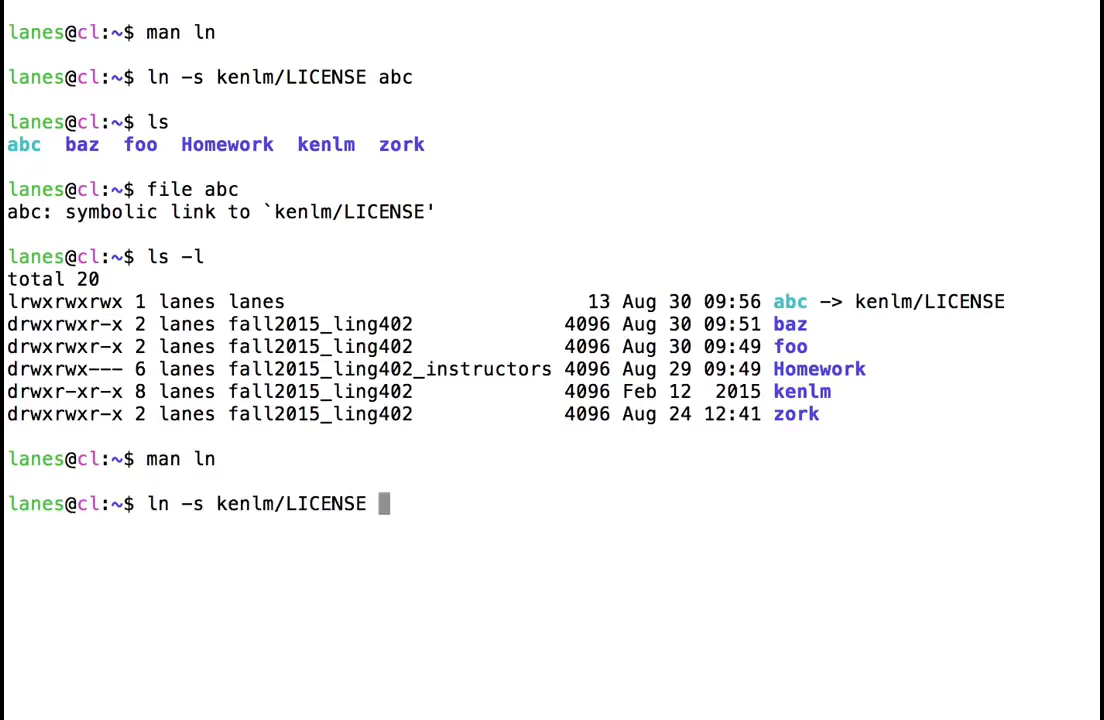 lanes@cl:~$ man ln
lanes@cl:~$ ln -s kenlm/LICENSE abc
lanes@cl:~$ ls
abc  baz  foo  Homework  kenlm  zork
lanes@cl:~$ file abc
abc: symbolic link to `kenlm/LICENSE'
lanes@cl:~$ ls -l
total 20
lrwxrwxrwx 1 lanes lanes                          13 Aug 30 09:56 abc -> kenlm/LICENSE
drwxrwxr-x 2 lanes fall2015_ling402             4096 Aug 30 09:51 baz
drwxrwxr-x 2 lanes fall2015_ling402             4096 Aug 30 09:49 foo
drwxrwx--- 6 lanes fall2015_ling402_instructors 4096 Aug 29 09:49 Homework
drwxr-xr-x 8 lanes fall2015_ling402             4096 Feb 12  2015 kenlm
drwxrwxr-x 2 lanes fall2015_ling402             4096 Aug 24 12:41 zork
lanes@cl:~$ man ln
lanes@cl:~$ ln -s kenlm/LICENSE